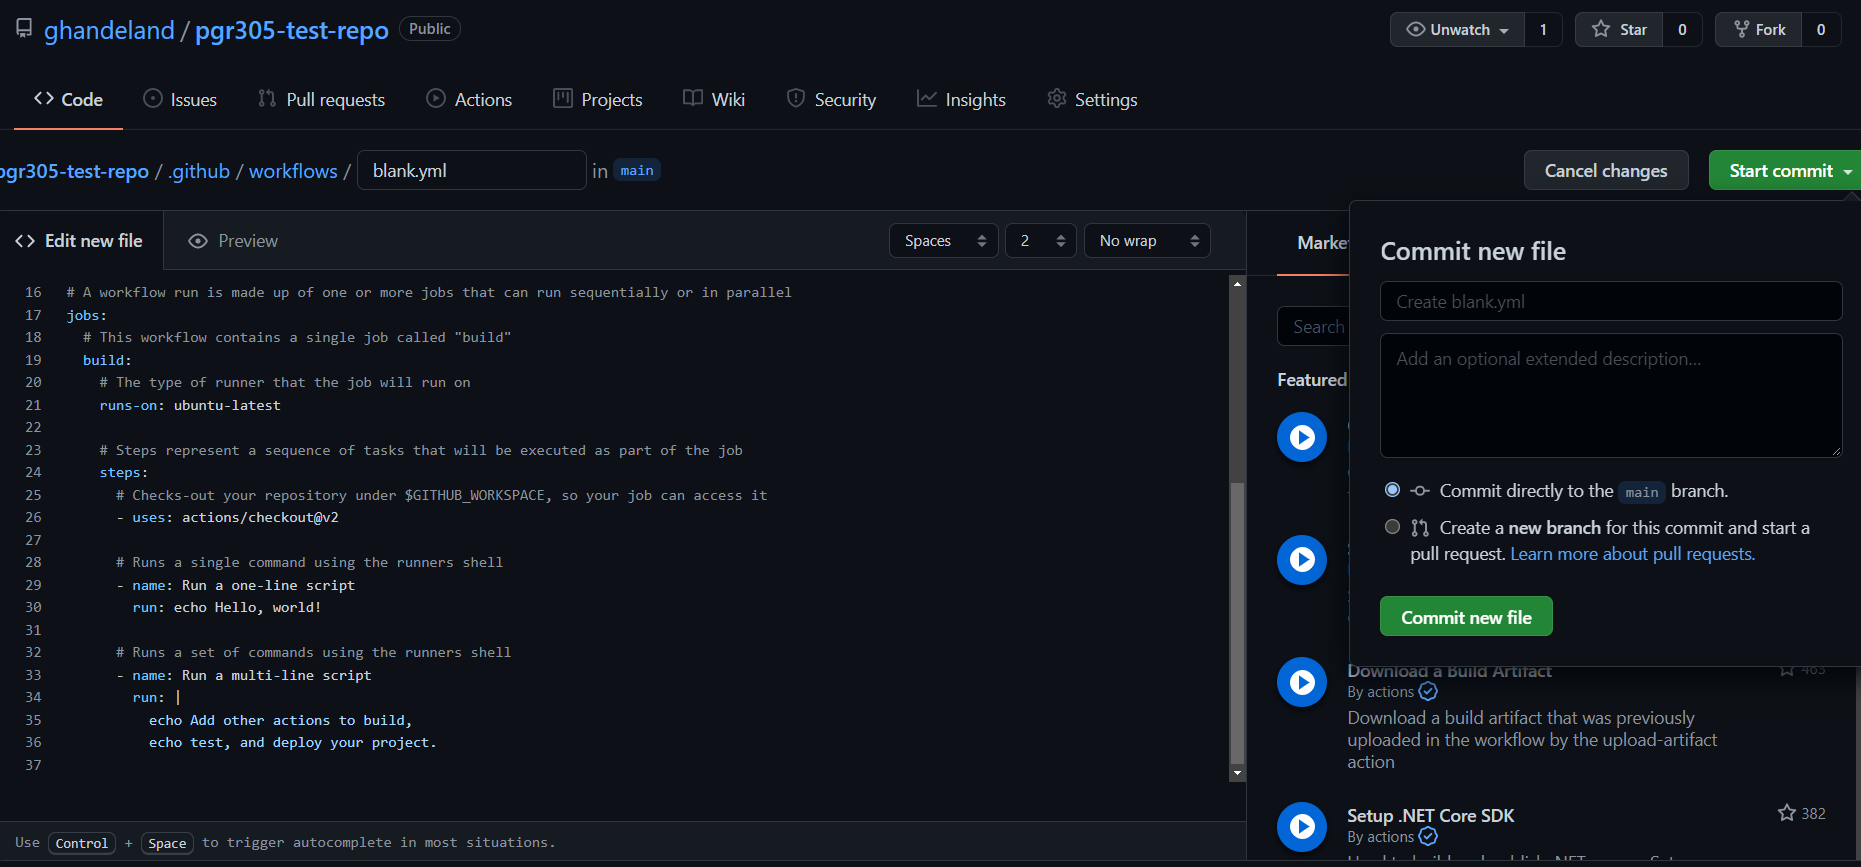 ghandeland / pgr305-test-repo Public
Unwatch 1 Star 0 Fork 0
Code Issues Pull requests Actions Projects Wiki Security Insights Settings
pgr305-test-repo / .github / workflows / blank.yml in main
Cancel changes Start commit
Edit new file Preview
Spaces 2 No wrap
16 # A workflow run is made up of one or more jobs that can run sequentially or in parallel
17 jobs:
18 # This workflow contains a single job called "build"
19 build:
20 # The type of runner that the job will run on
21 runs-on: ubuntu-latest
22
23 # Steps represent a sequence of tasks that will be executed as part of the job
24 steps:
25 # Checks-out your repository under $GITHUB_WORKSPACE, so your job can access it
26 - uses: actions/checkout@v2
27
28 # Runs a single command using the runners shell
29 - name: Run a one-line script
30 run: echo Hello, world!
31
32 # Runs a set of commands using the runners shell
33 - name: Run a multi-line script
34 run: |
35 echo Add other actions to build,
36 echo test, and deploy your project.
37
Use Control + Space to trigger autocomplete in most situations.
Marke
Search
Featured
Commit new file
Create blank.yml
Add an optional extended description...
Commit directly to the main branch.
Create a new branch for this commit and start a
pull request. Learn more about pull requests.
Commit new file
Download a Build Artifact 463
By actions
Download a build artifact that was previously
uploaded in the workflow by the upload-artifact
action
Setup .NET Core SDK 382
By actions